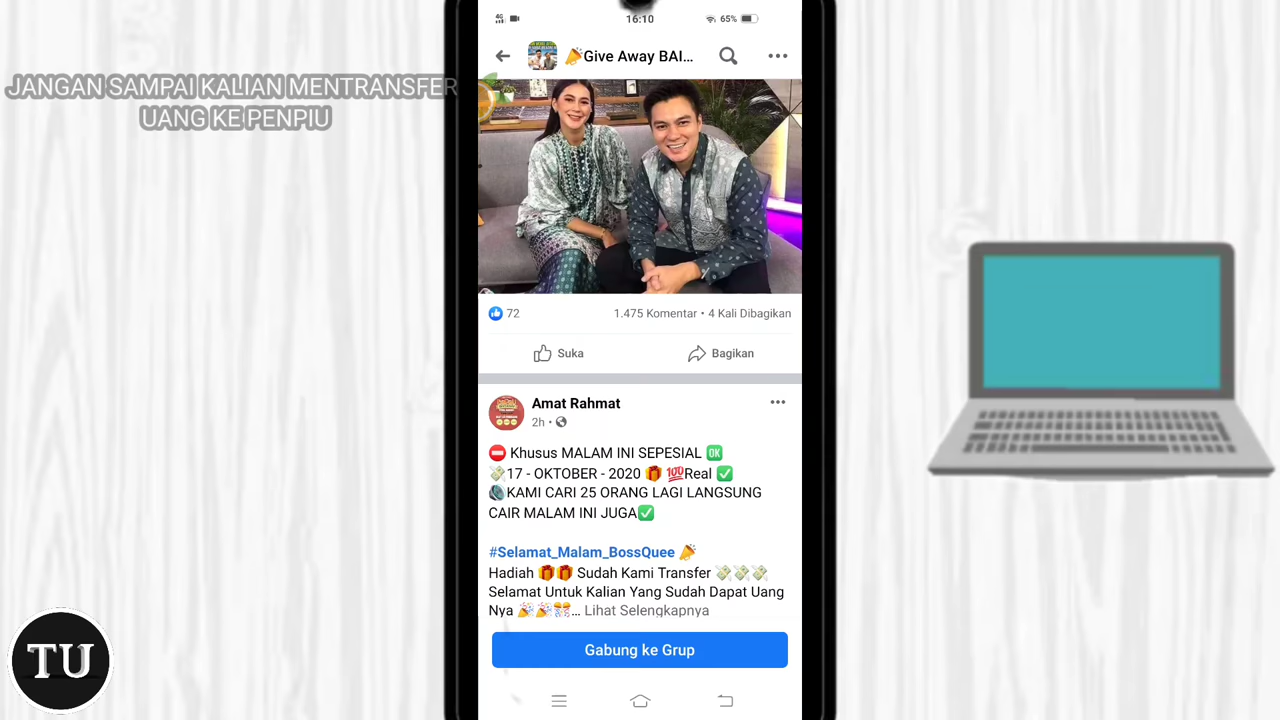 4G
16:10
65%
Give Away BAI...
JANGAN SAMPAI KALIAN MENTRANSFER
UANG KE PENPIU
72
1.475 Komentar • 4 Kali Dibagikan
Suka
Bagikan
Amat Rahmat
2h •
⛔ Khusus MALAM INI SEPESIAL 🆗
💸17 - OKTOBER - 2020 🎁 💯Real ✅
KAMI CARI 25 ORANG LAGI LANGSUNG
CAIR MALAM INI JUGA✅
#Selamat_Malam_BossQuee 🎉
Hadiah 🎁🎁 Sudah Kami Transfer 💸💸💸
Selamat Untuk Kalian Yang Sudah Dapat Uang
Nya 🎉🎉🎊... Lihat Selengkapnya
Gabung ke Grup
TU